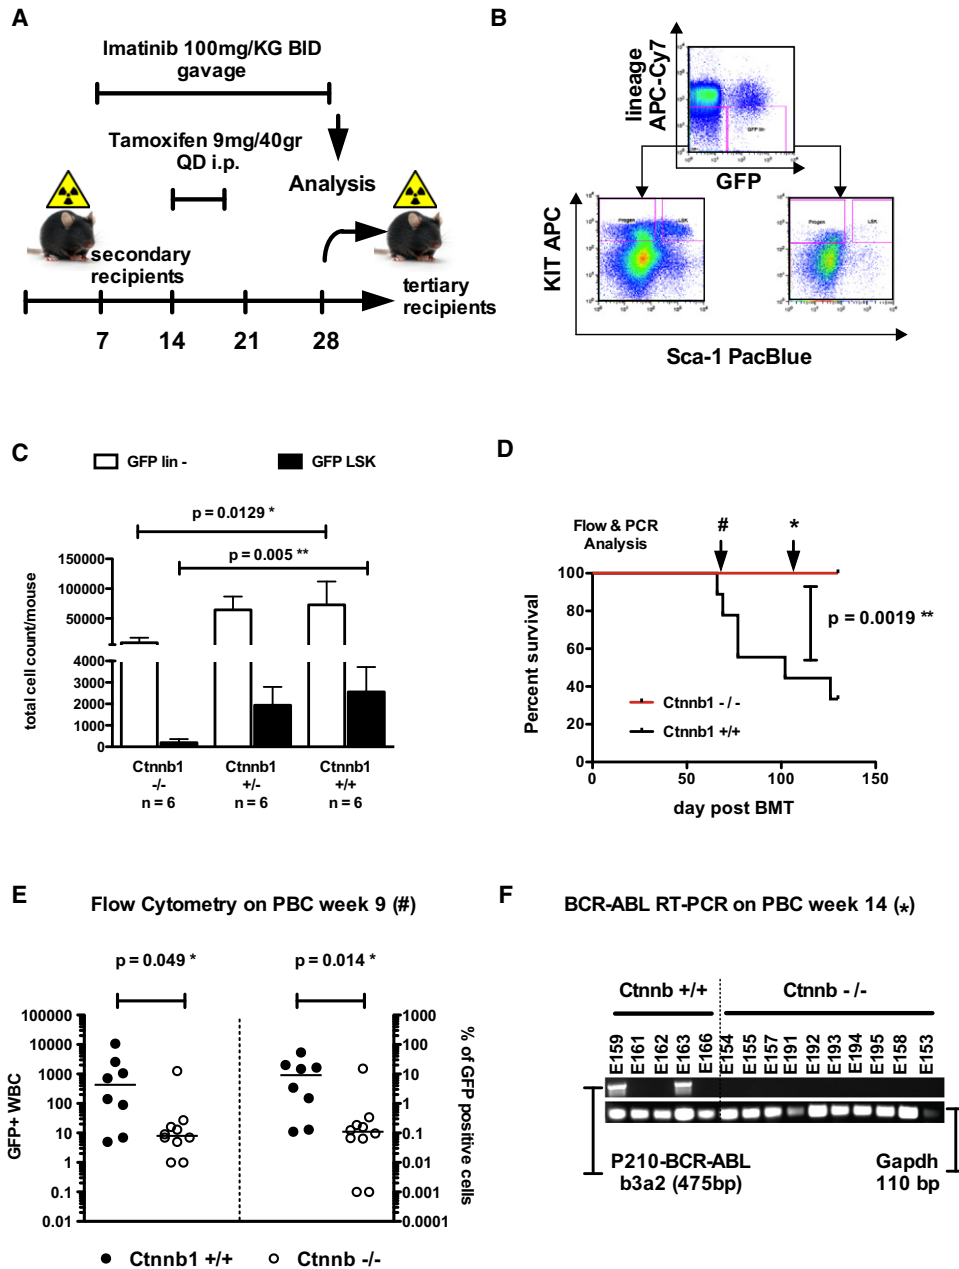 A
Imatinib 100mg/KG BID
gavage
Tamoxifen 9mg/40gr
QD i.p.
Analysis
secondary
recipients
tertiary
recipients
7 14 21 28
B
lineage
APC-Cy7
GFP lin-
GFP
Progen LSK
Progen LSK
KIT APC
Sca-1 PacBlue
C
GFP lin -
GFP LSK
p = 0.0129 *
p = 0.005 **
total cell count/mouse
150000
100000
50000
4000
3000
2000
1000
0
Ctnnb1 Ctnnb1 Ctnnb1
-/- +/- +/+
n = 6 n = 6 n = 6
D
Flow & PCR
Analysis
# *
Percent survival
100
80
60
40
20
0
p = 0.0019 **
Ctnnb1 -/-
Ctnnb1 +/+
0 50 100 150
day post BMT
E
Flow Cytometry on PBC week 9 (#)
p = 0.049 *
p = 0.014 *
GFP+ WBC
100000
10000
1000
100
10
1
0.1
0.01
1000
100
10
1
0.1
0.01
0.001
0.0001
% of GFP positive cells
Ctnnb1 +/+ Ctnnb -/-
F
BCR-ABL RT-PCR on PBC week 14 (*)
Ctnnb +/+ Ctnnb -/-
E159 E161 E162 E163 E166 E154 E155 E157 E191 E192 E193 E194 E195 E158 E153
P210-BCR-ABL
b3a2 (475bp)
Gapdh
110 bp